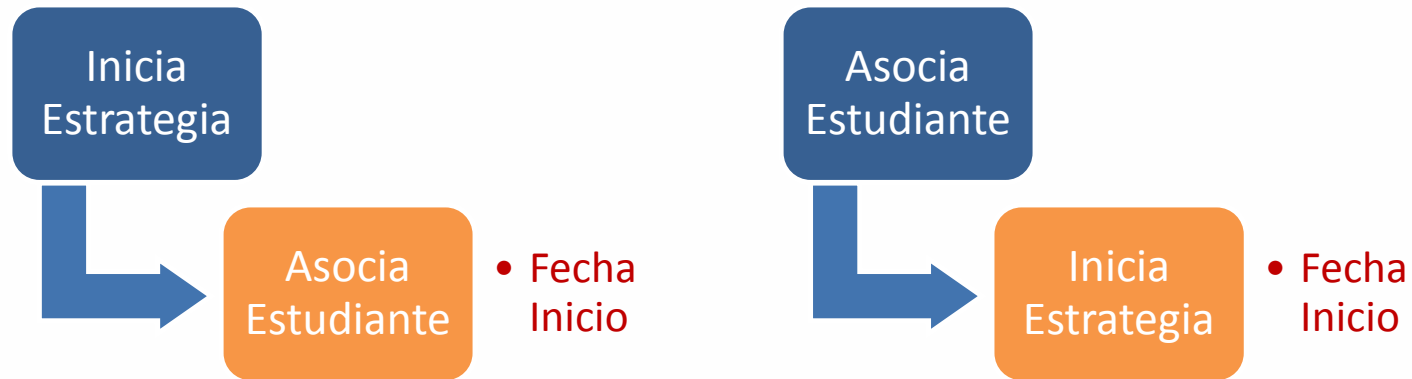 Inicia
Estrategia
Asocia
Estudiante
• Fecha
Inicio
Asocia
Estudiante
Inicia
Estrategia
• Fecha
Inicio